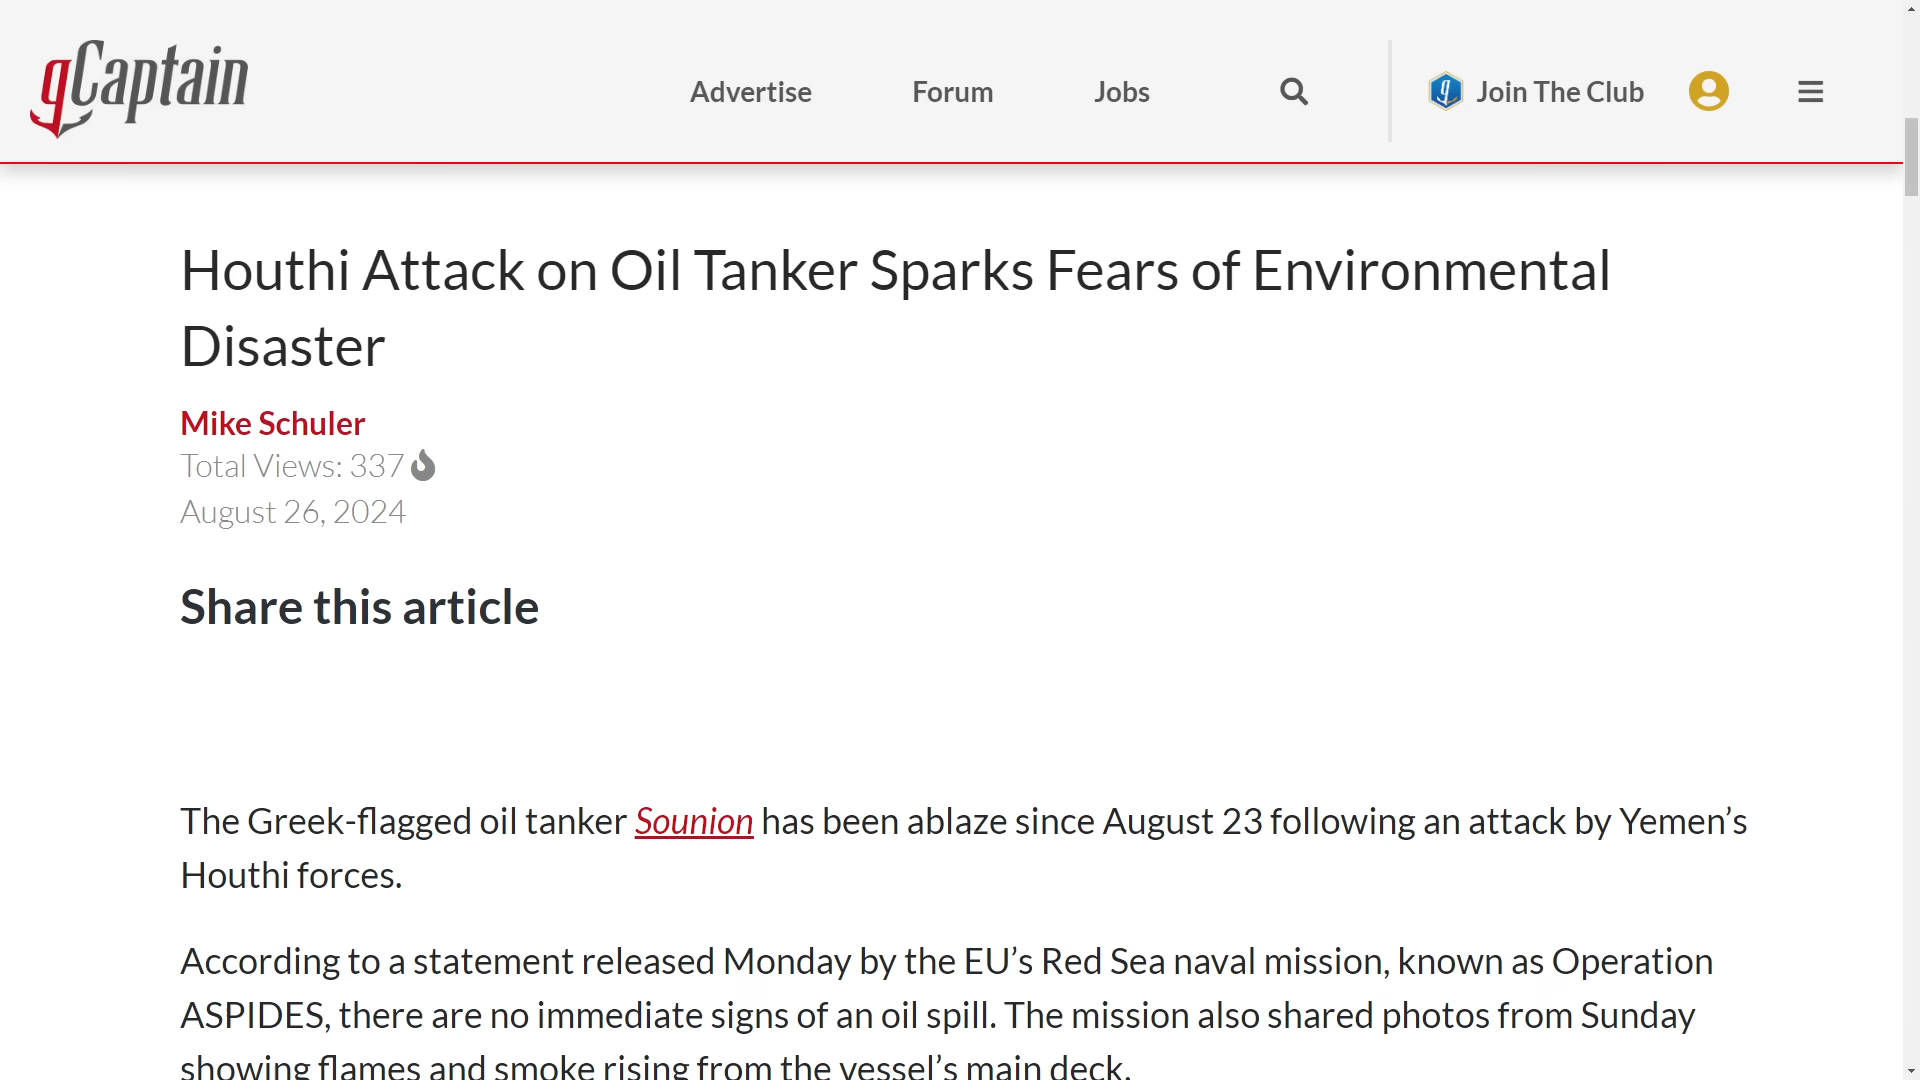 gCaptain
Advertise
Forum
Jobs
Join The Club
Houthi Attack on Oil Tanker Sparks Fears of Environmental
Disaster
Mike Schuler
Total Views: 337
August 26, 2024
Share this article
The Greek-flagged oil tanker Sounion has been ablaze since August 23 following an attack by Yemen’s
Houthi forces.
According to a statement released Monday by the EU’s Red Sea naval mission, known as Operation
ASPIDES, there are no immediate signs of an oil spill. The mission also shared photos from Sunday
showing flames and smoke rising from the vessel’s main deck.